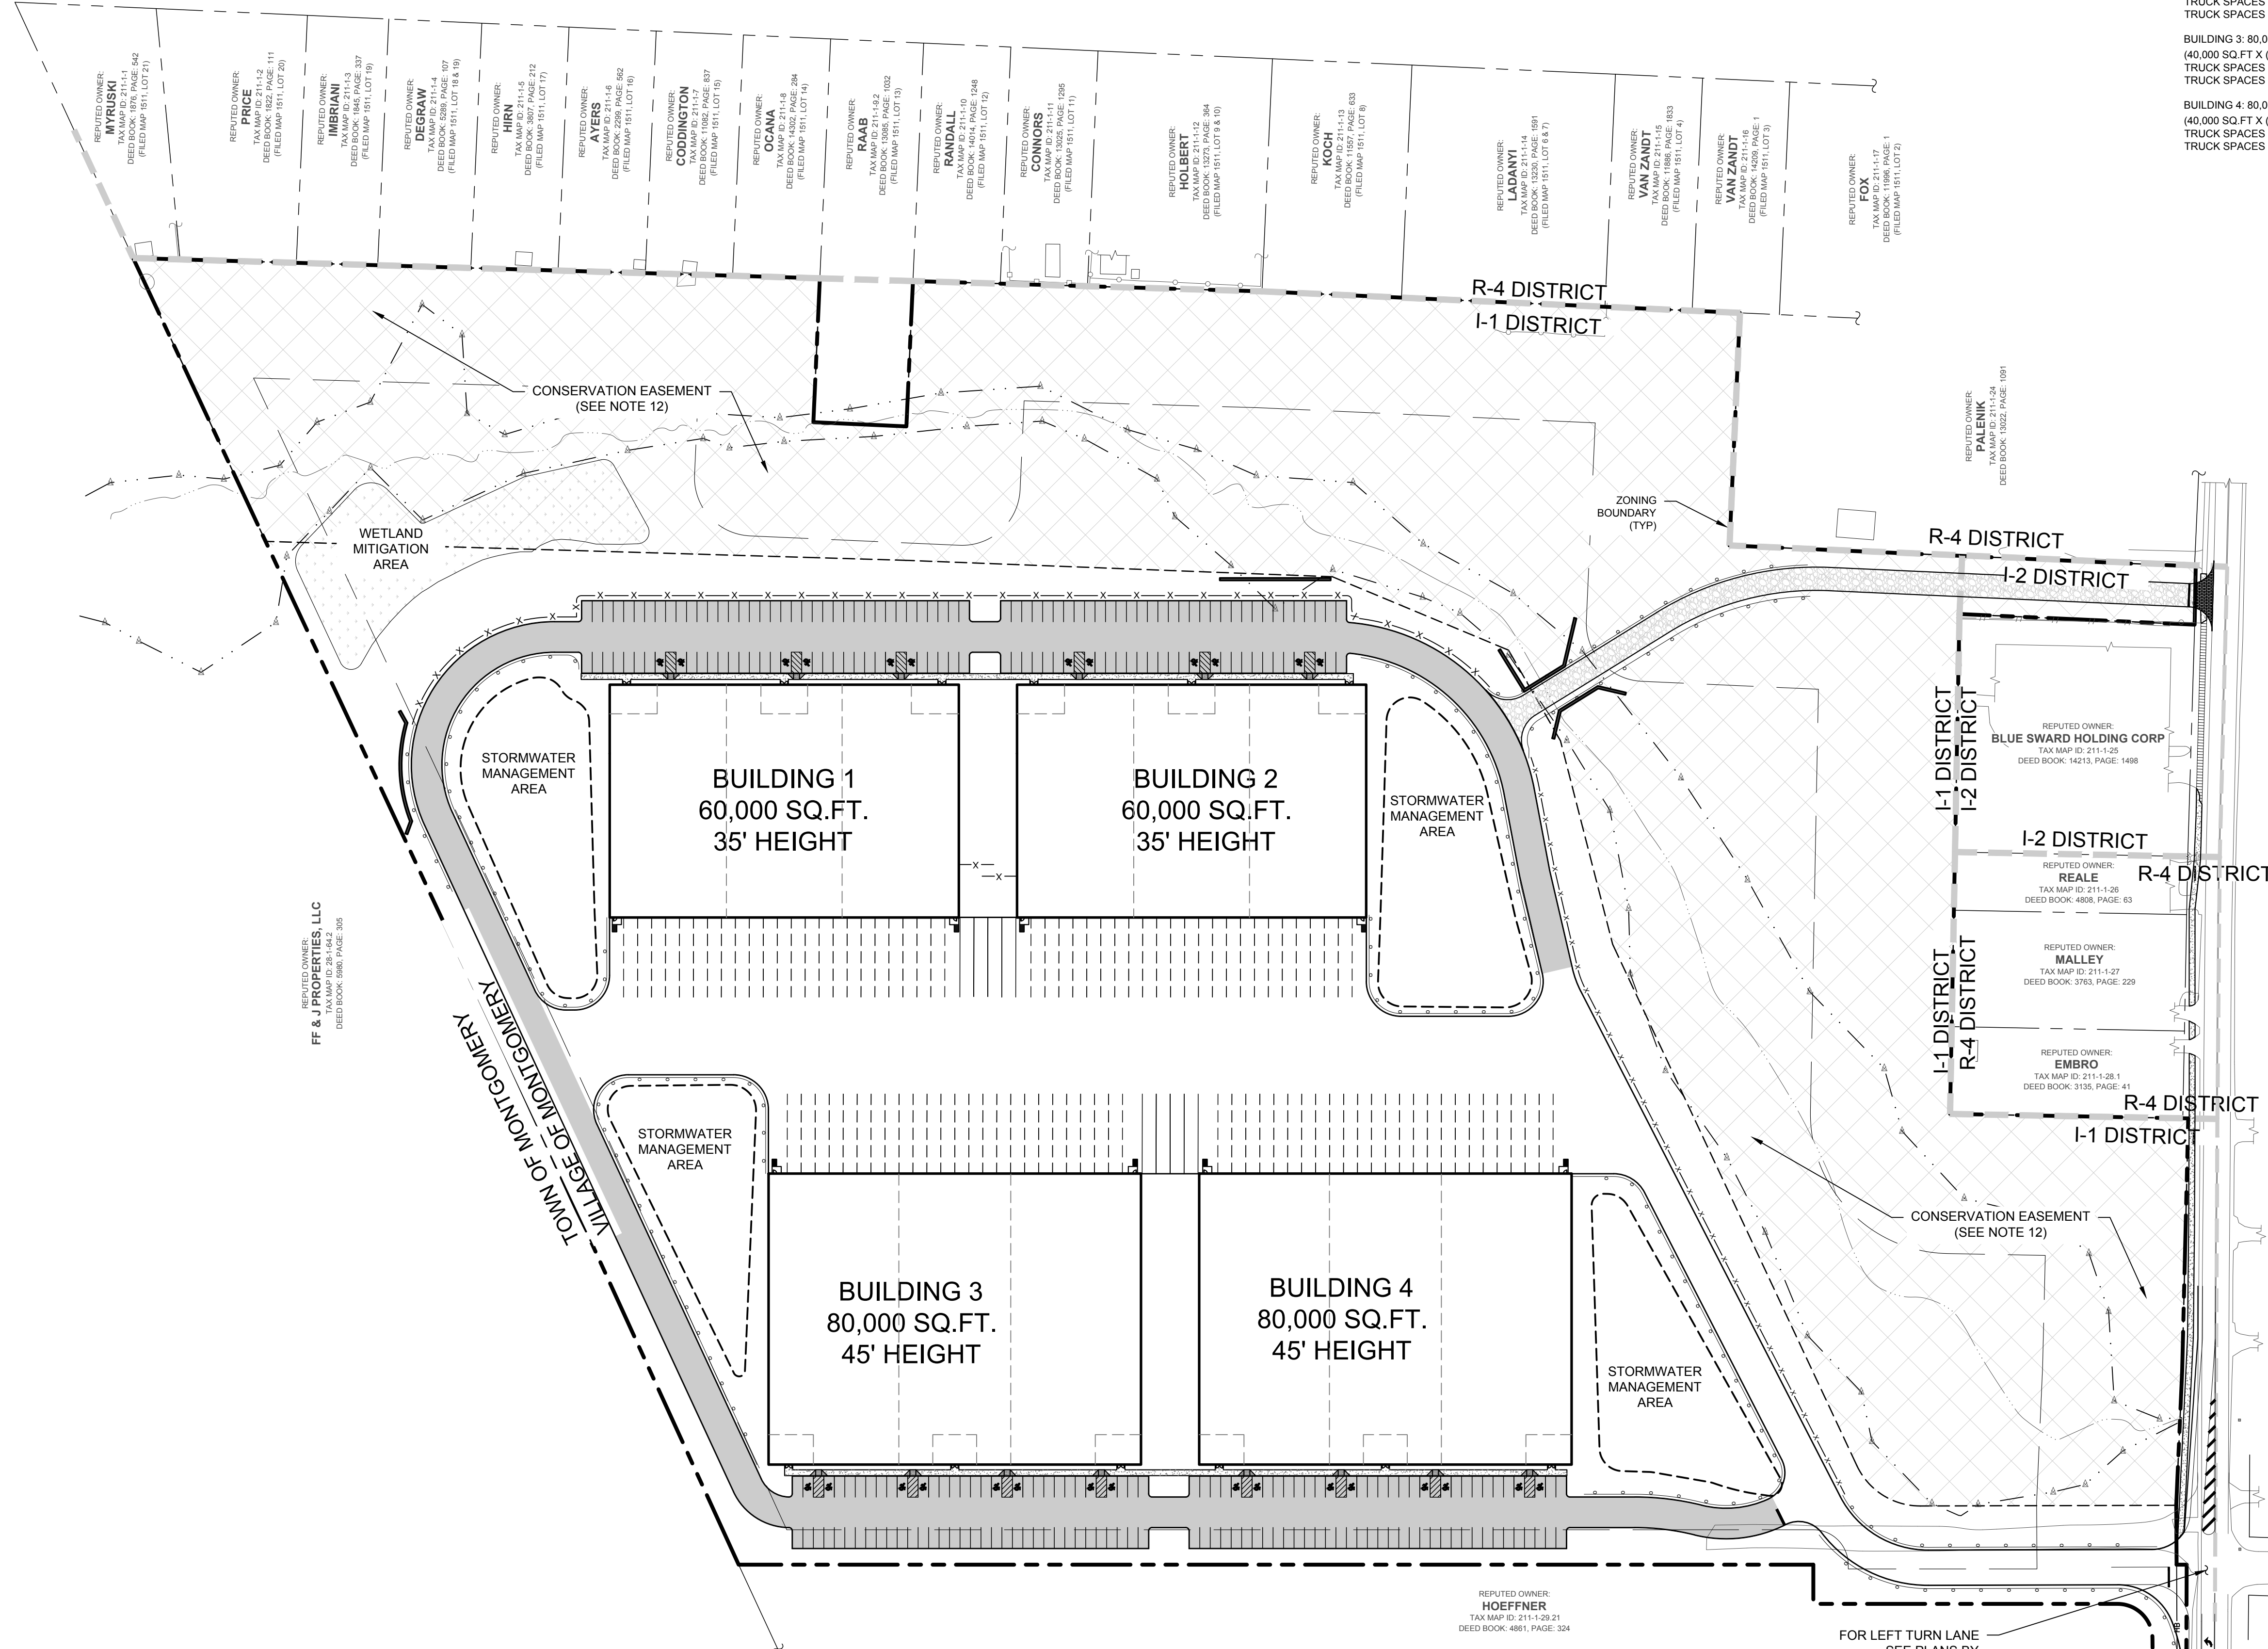 TRUCK SPACES
TRUCK SPACES
BUILDING 3: 80,0
(40,000 SQ.FT X (
TRUCK SPACES
TRUCK SPACES
BUILDING 4: 80,0
(40,000 SQ.FT X (
TRUCK SPACES
TRUCK SPACES
REPUTED OWNER:
MYRUSKI
TAX MAP ID: 211-1-1
DEED BOOK: 1876, PAGE: 542
(FILED MAP 1511, LOT 21)
REPUTED OWNER:
PRICE
TAX MAP ID: 211-1-2
DEED BOOK: 1822, PAGE: 111
(FILED MAP 1511, LOT 20)
REPUTED OWNER:
IMBRIANI
TAX MAP ID: 211-1-3
DEED BOOK: 1845, PAGE: 337
(FILED MAP 1511, LOT 19)
REPUTED OWNER:
DEGRAW
TAX MAP ID: 211-1-4
DEED BOOK: 5289, PAGE: 107
(FILED MAP 1511, LOT 18 & 19)
REPUTED OWNER:
HIRN
TAX MAP ID: 211-1-5
DEED BOOK: 3807, PAGE: 212
(FILED MAP 1511, LOT 17)
REPUTED OWNER:
AYERS
TAX MAP ID: 211-1-6
DEED BOOK: 2299, PAGE: 562
(FILED MAP 1511, LOT 16)
REPUTED OWNER:
CODDINGTON
TAX MAP ID: 211-1-7
DEED BOOK: 11082, PAGE: 837
(FILED MAP 1511, LOT 15)
REPUTED OWNER:
OCANA
TAX MAP ID: 211-1-8
DEED BOOK: 14302, PAGE: 284
(FILED MAP 1511, LOT 14)
REPUTED OWNER:
RAAB
TAX MAP ID: 211-1-9.2
DEED BOOK: 13085, PAGE: 1032
(FILED MAP 1511, LOT 13)
REPUTED OWNER:
RANDALL
TAX MAP ID: 211-1-10
DEED BOOK: 14014, PAGE: 1248
(FILED MAP 1511, LOT 12)
REPUTED OWNER:
CONNORS
TAX MAP ID: 211-1-11
DEED BOOK: 13025, PAGE: 1295
(FILED MAP 1511, LOT 11)
REPUTED OWNER:
HOLBERT
TAX MAP ID: 211-1-12
DEED BOOK: 13273, PAGE: 364
(FILED MAP 1511, LOT 9 & 10)
REPUTED OWNER:
KOCH
TAX MAP ID: 211-1-13
DEED BOOK: 11557, PAGE: 633
(FILED MAP 1511, LOT 8)
REPUTED OWNER:
LADANYI
TAX MAP ID: 211-1-14
DEED BOOK: 13230, PAGE: 1591
(FILED MAP 1511, LOT 6 & 7)
REPUTED OWNER:
VAN ZANDT
TAX MAP ID: 211-1-15
DEED BOOK: 11886, PAGE: 1833
(FILED MAP 1511, LOT 4)
REPUTED OWNER:
VAN ZANDT
TAX MAP ID: 211-1-16
DEED BOOK: 14209, PAGE: 1
(FILED MAP 1511, LOT 3)
REPUTED OWNER:
FOX
TAX MAP ID: 211-1-17
DEED BOOK: 11996, PAGE: 1
(FILED MAP 1511, LOT 2)
R-4 DISTRICT
I-1 DISTRICT
CONSERVATION EASEMENT
(SEE NOTE 12)
REPUTED OWNER:
PALENIK
TAX MAP ID: 211-1-24
DEED BOOK: 13022, PAGE: 1091
ZONING
BOUNDARY
(TYP)
WETLAND
MITIGATION
AREA
R-4 DISTRICT
I-2 DISTRICT
I-1 DISTRICT
I-2 DISTRICT
REPUTED OWNER:
BLUE SWARD HOLDING CORP
TAX MAP ID: 211-1-25
DEED BOOK: 14213, PAGE: 1498
STORMWATER
MANAGEMENT
AREA
BUILDING 1
60,000 SQ.FT.
35' HEIGHT
BUILDING 2
60,000 SQ.FT.
35' HEIGHT
STORMWATER
MANAGEMENT
AREA
I-2 DISTRICT
R-4 DISTRICT
REPUTED OWNER:
REALE
TAX MAP ID: 211-1-26
DEED BOOK: 4808, PAGE: 63
REPUTED OWNER:
FF & J PROPERTIES, LLC
TAX MAP ID: 28-1-64.2
DEED BOOK: 5980, PAGE: 305
REPUTED OWNER:
MALLEY
TAX MAP ID: 211-1-27
DEED BOOK: 3763, PAGE: 229
I-1 DISTRICT
R-4 DISTRICT
REPUTED OWNER:
EMBRO
TAX MAP ID: 211-1-28.1
DEED BOOK: 3135, PAGE: 41
R-4 DISTRICT
I-1 DISTRICT
TOWN OF MONTGOMERY
VILLAGE OF MONTGOMERY
STORMWATER
MANAGEMENT
AREA
CONSERVATION EASEMENT
(SEE NOTE 12)
BUILDING 3
80,000 SQ.FT.
45' HEIGHT
BUILDING 4
80,000 SQ.FT.
45' HEIGHT
STORMWATER
MANAGEMENT
AREA
REPUTED OWNER:
HOEFFNER
TAX MAP ID: 211-1-29.21
DEED BOOK: 4861, PAGE: 324
FOR LEFT TURN LANE
SEE PLANS BY